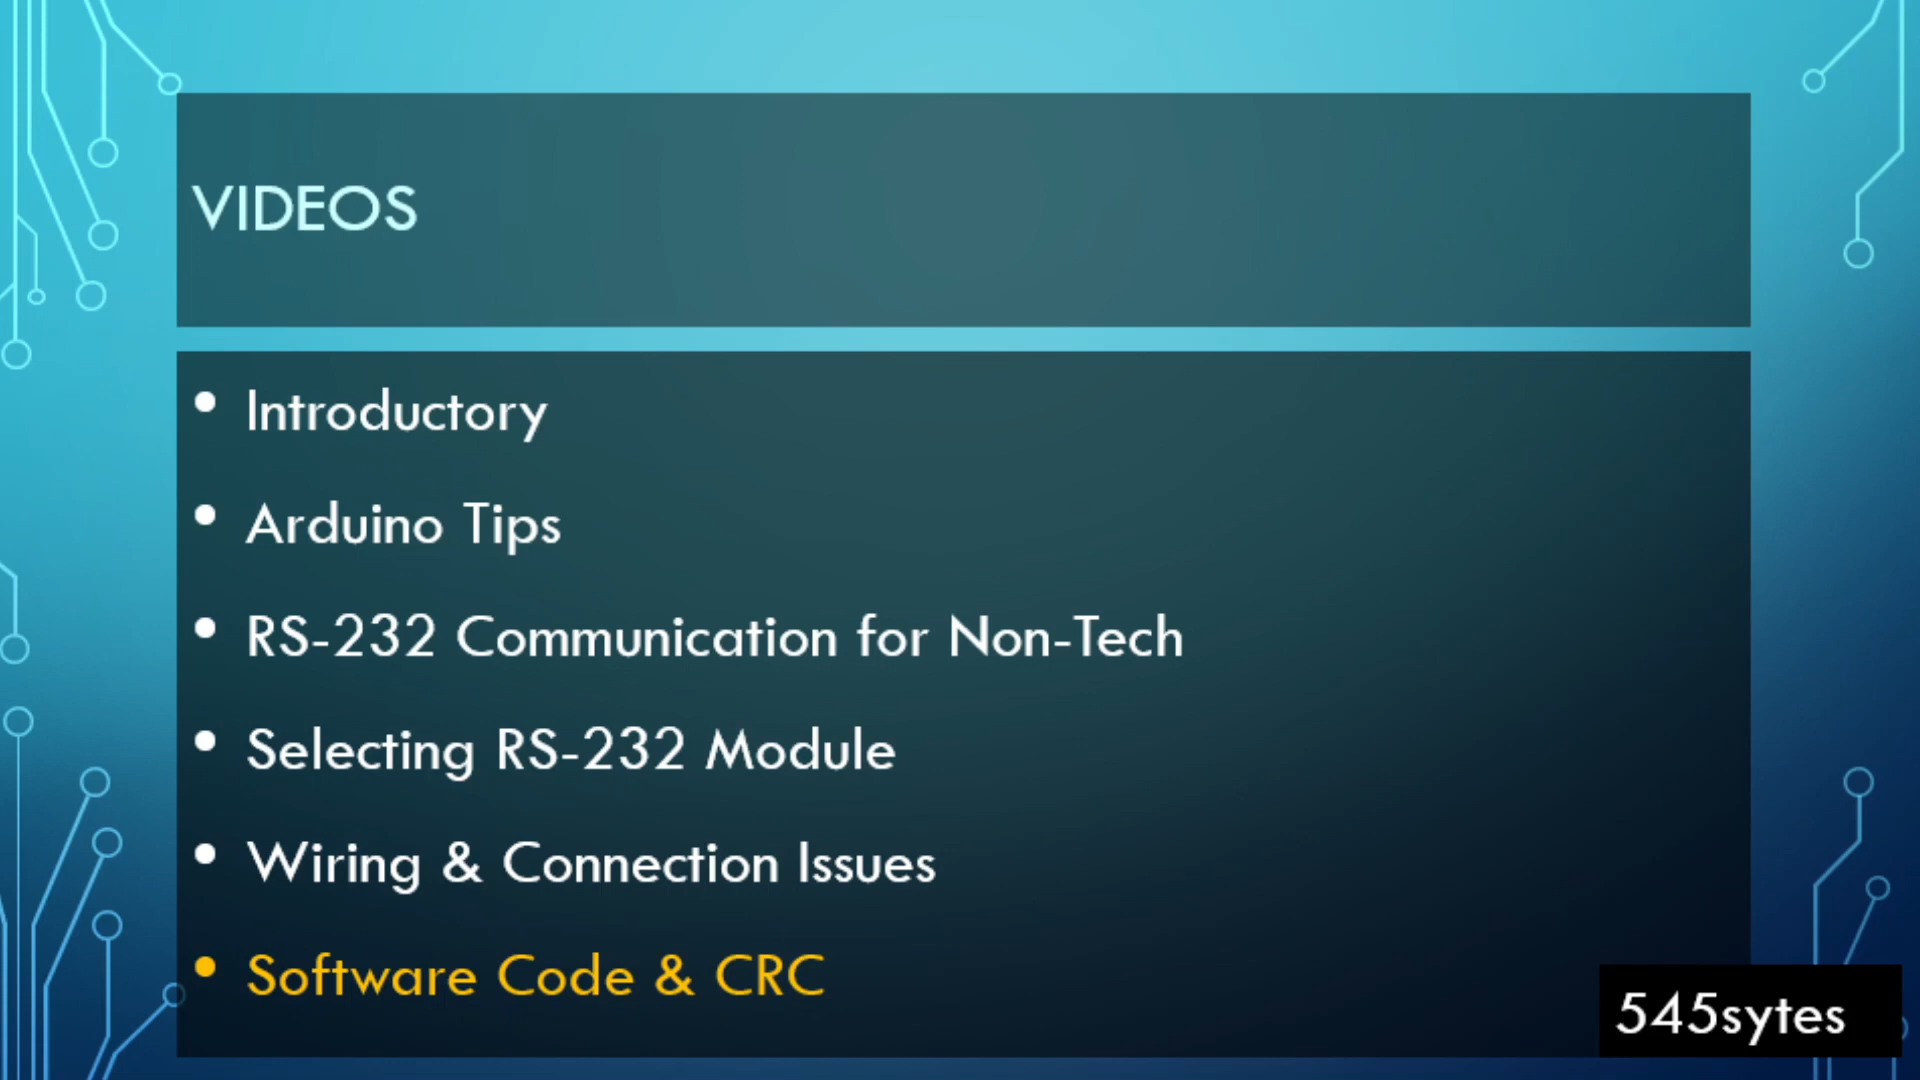 VIDEOS
• Introductory
• Arduino Tips
• RS-232 Communication for Non-Tech
• Selecting RS-232 Module
• Wiring & Connection Issues
• Software Code & CRC
545sytes